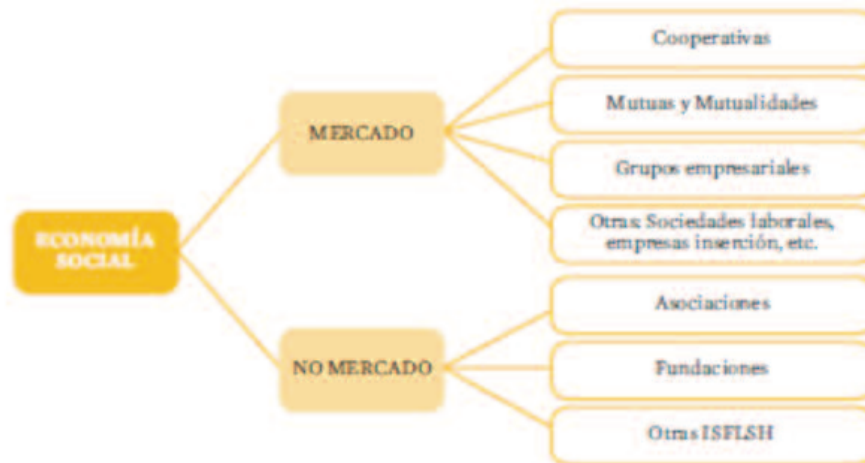 Cooperativas
MERCADO
Mutuas y Mutualidades
Grupos empresariales
ECONOMÍA
SOCIAL
Otras: Sociedades laborales,
empresas inserción, etc.
Asociaciones
NO MERCADO
Fundaciones
Otras ISFLSH